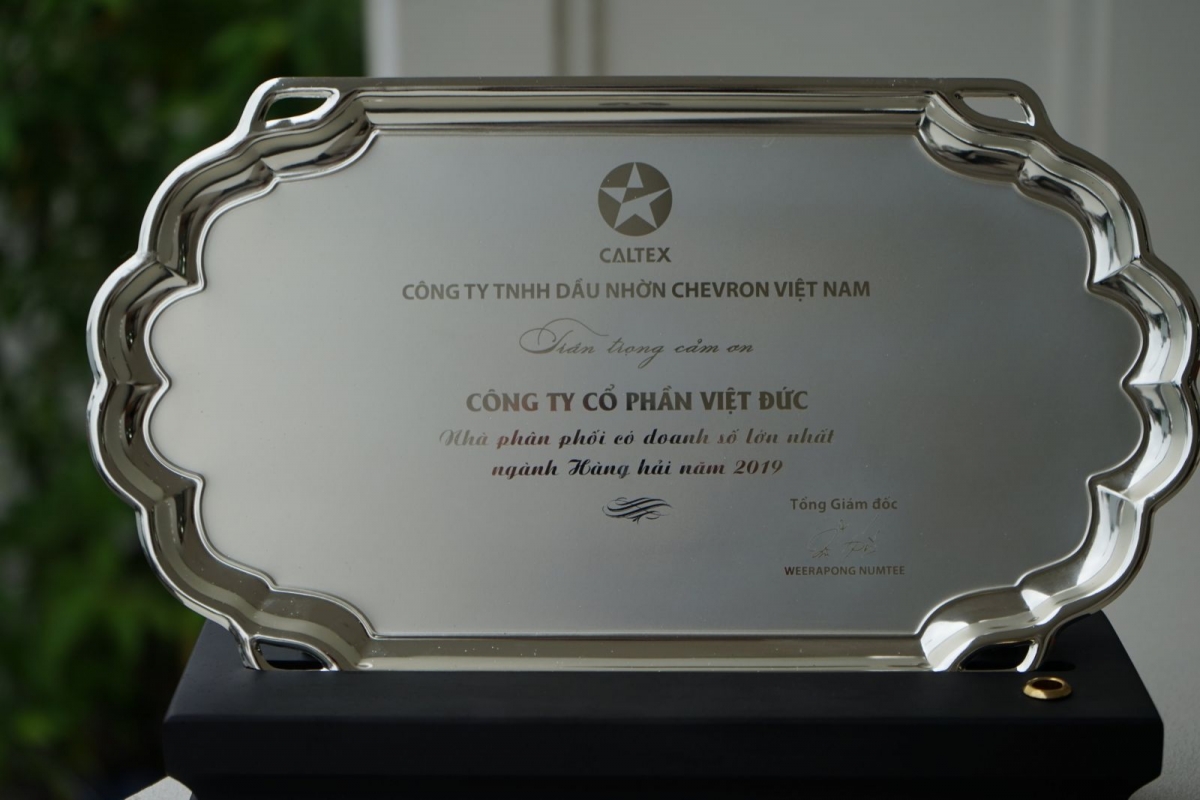 CALTEX
CÔNG TY TNHH DẦU NHỜN CHEVRON VIỆT NAM
Trân trọng cảm ơn
CÔNG TY CỔ PHẦN VIỆT ĐỨC
Nhà phân phối có doanh số lớn nhất
ngành Hàng hải năm 2019
Tổng Giám đốc
WEERAPONG NUMTEE